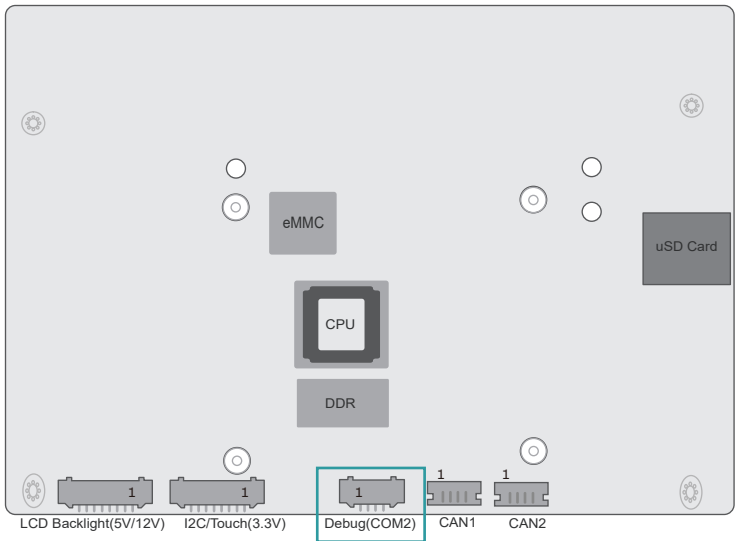 eMMC
uSD Card
CPU
DDR
1
1
1
1
1
LCD Backlight(5V/12V)
I2C/Touch(3.3V)
Debug(COM2)
CAN1
CAN2